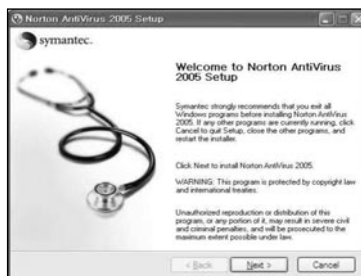 Norton AntiVirus 2005 Setup
symantec.
Welcome to Norton AntiVirus
2005 Setup
Symantec strongly recommends that you exit all
Windows programs before installing Norton AntiVirus
2005. If any other programs are currently running, click
Cancel to quit Setup, close the other programs, and
restart the installer.
Click Next to install Norton AntiVirus 2005.
WARNING: This program is protected by copyright law
and international treaties.
Unauthorized reproduction or distribution of this
program, or any portion of it, may result in severe civil
and criminal penalties, and will be prosecuted to the
maximum extent possible under law.
< Back Next > Cancel